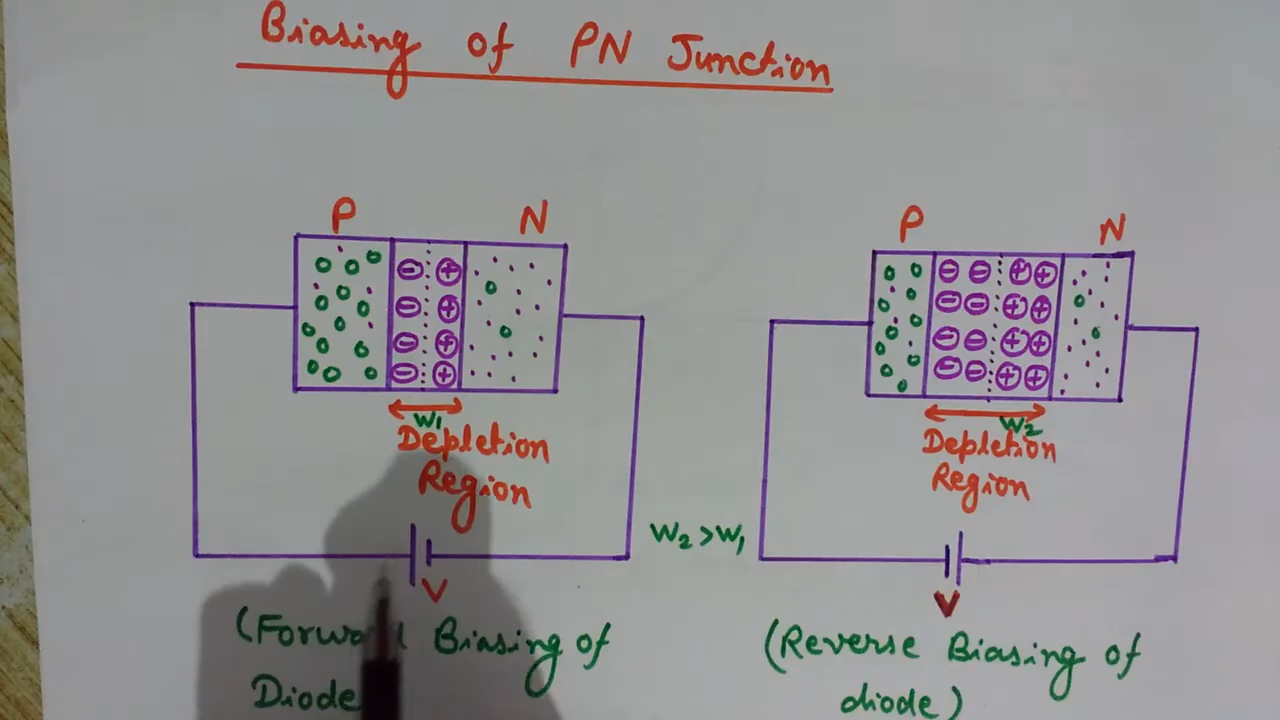 Biasing of PN Junction
P N
W1
Depletion
Region
V
(Forward Biasing of
Diode
W2 > W1
P N
W2
Depletion
Region
V
(Reverse Biasing of
diode)